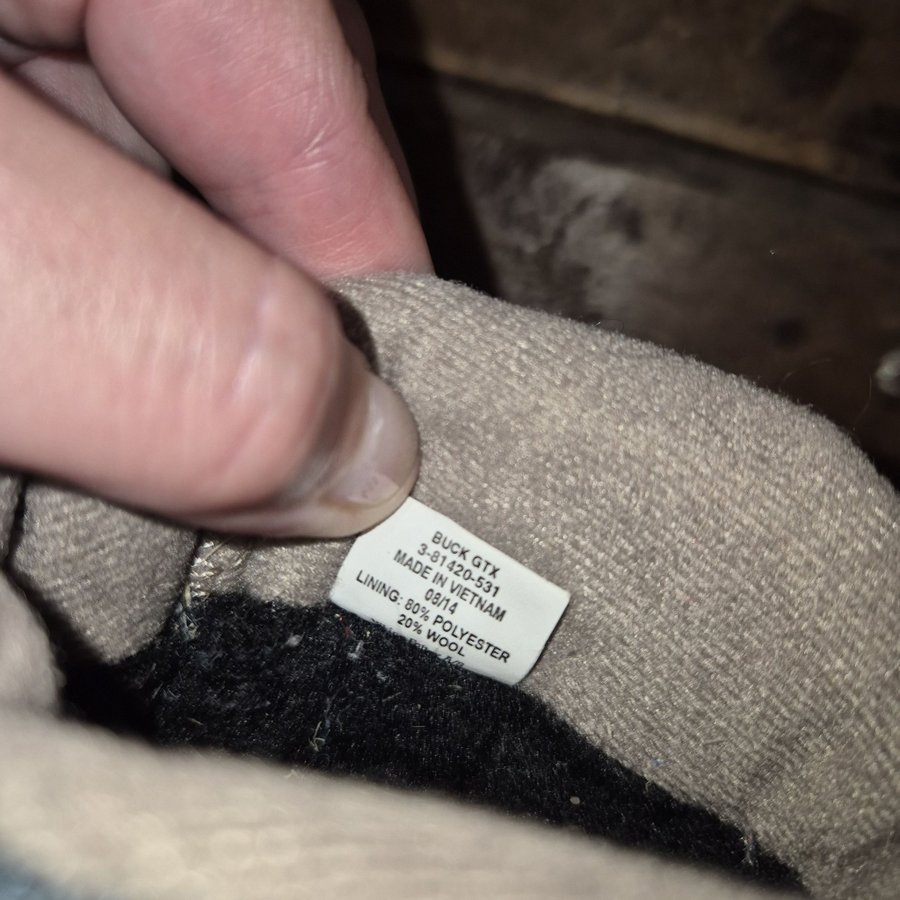 BUCK GTX
3-81420-531
MADE IN VIETNAM
08/14
LINING: 80% POLYESTER
20% WOOL